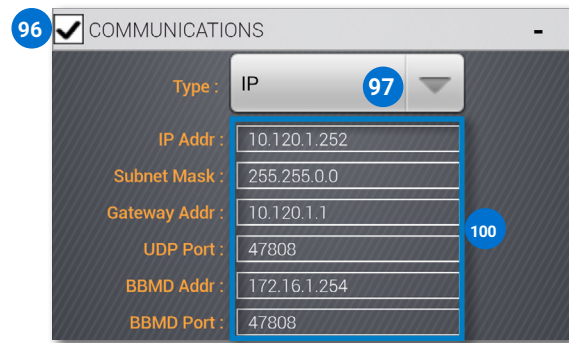 96 COMMUNICATIONS -
Type : IP 97
IP Addr : 10.120.1.252
Subnet Mask : 255.255.0.0
Gateway Addr : 10.120.1.1
100
UDP Port : 47808
BBMD Addr : 172.16.1.254
BBMD Port : 47808